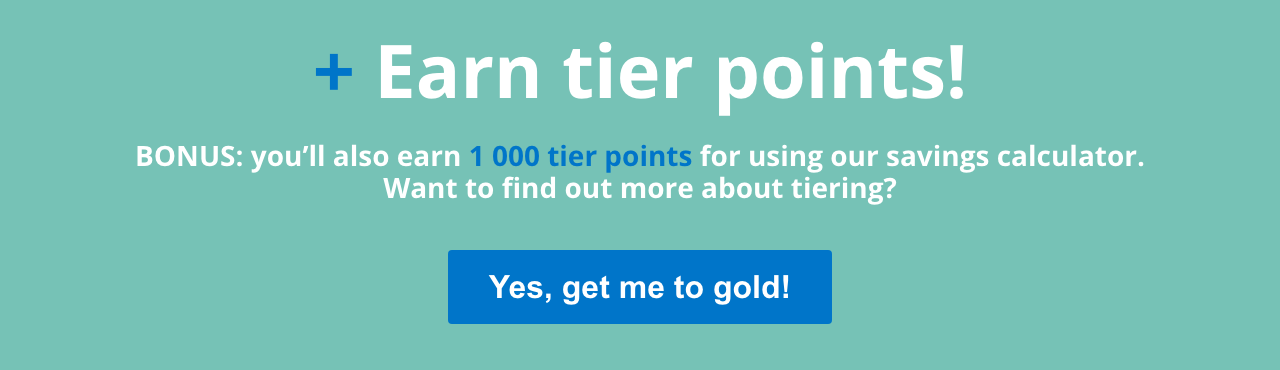 + Earn tier points!
BONUS: you’ll also earn 1 000 tier points for using our savings calculator.
Want to find out more about tiering?
Yes, get me to gold!